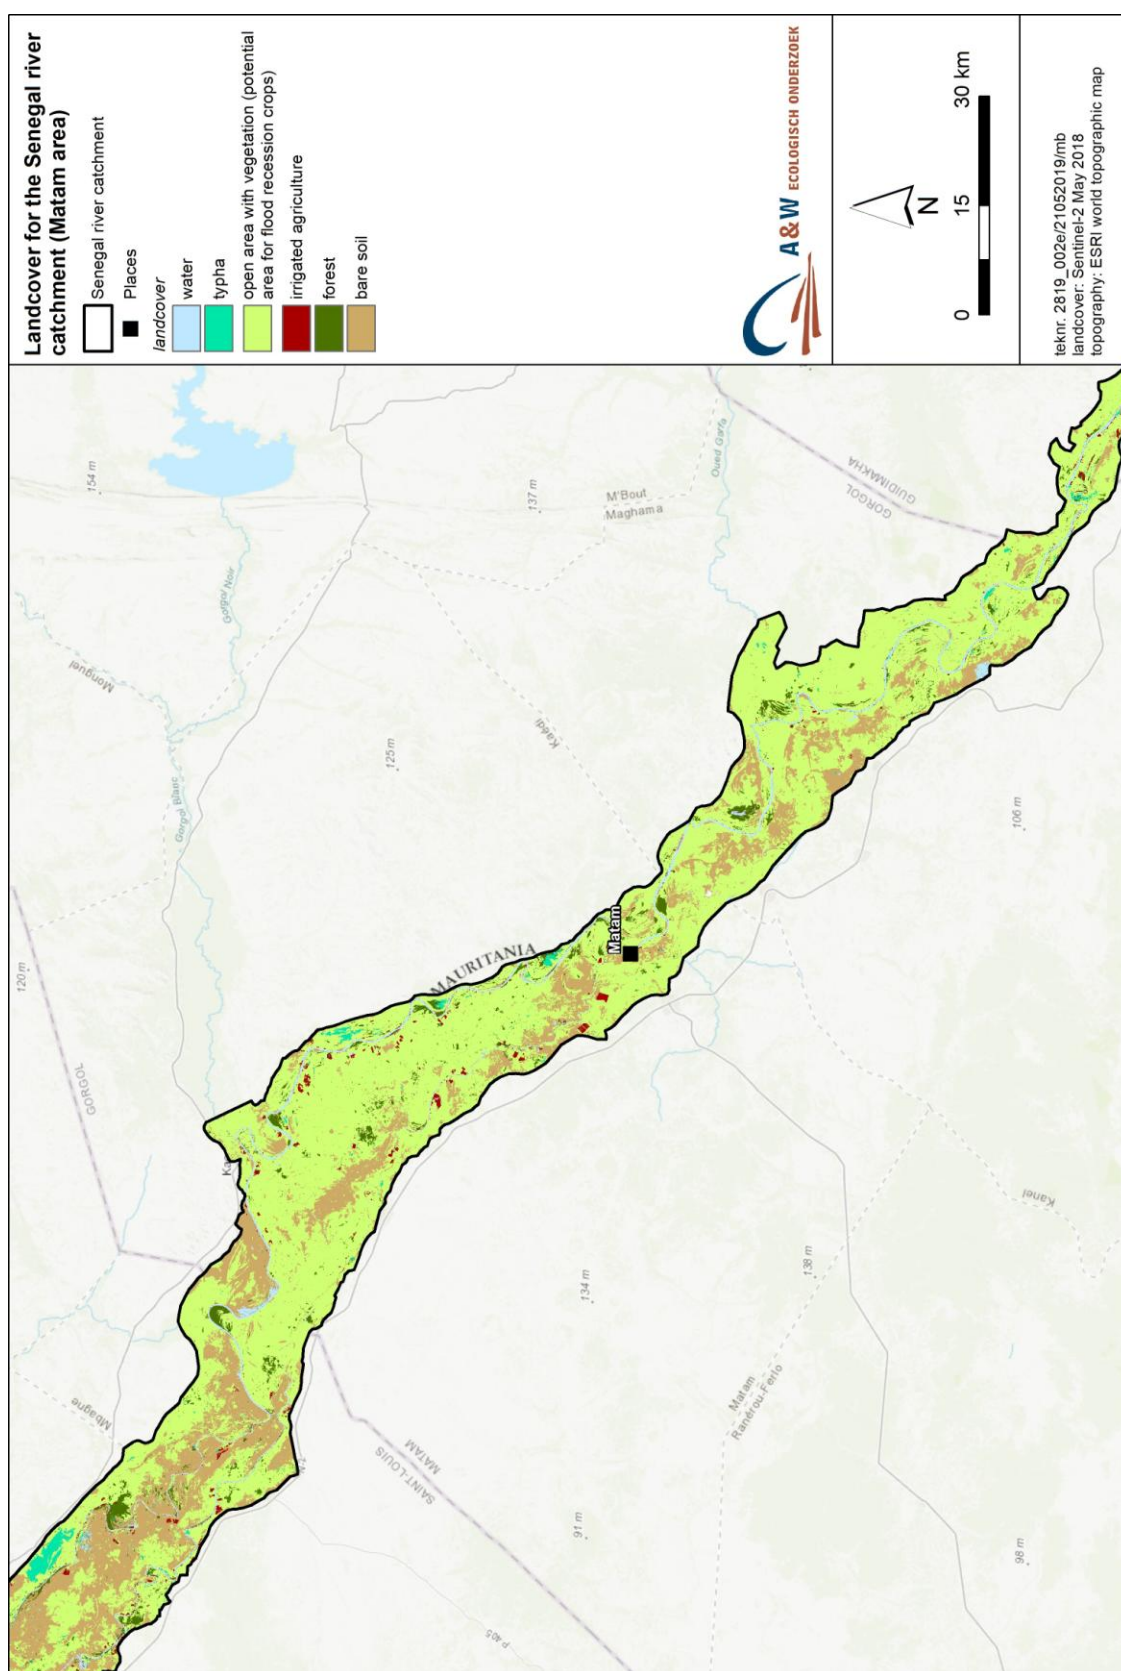 Landcover for the Senegal river
catchment (Matam area)
Senegal river catchment
Places
landcover
water
typha
open area with vegetation (potential
area for flood recession crops)
irrigated agriculture
forest
bare soil
A&W ECOLOGISCH ONDERZOEK
N
0 15 30 km
teknr. 2819_002e/21052019/mb
landcover: Sentinel-2 May 2018
topography: ESRI world topographic map
Mbagne
GORGOL
120 m
Monguel
154 m
Gorgol Blanc
Gorgol Noir
Ka
125 m
137 m
MAURITANIA
Kaédi
M'Bout
Maghama
Oued Garfa
GORGOL
GUIDIMAKHA
Matam
N2
SAINT-LOUIS
MATAM
134 m
P 405
91 m
Matam
Ranérou-Ferlo
138 m
106 m
98 m
Kanel